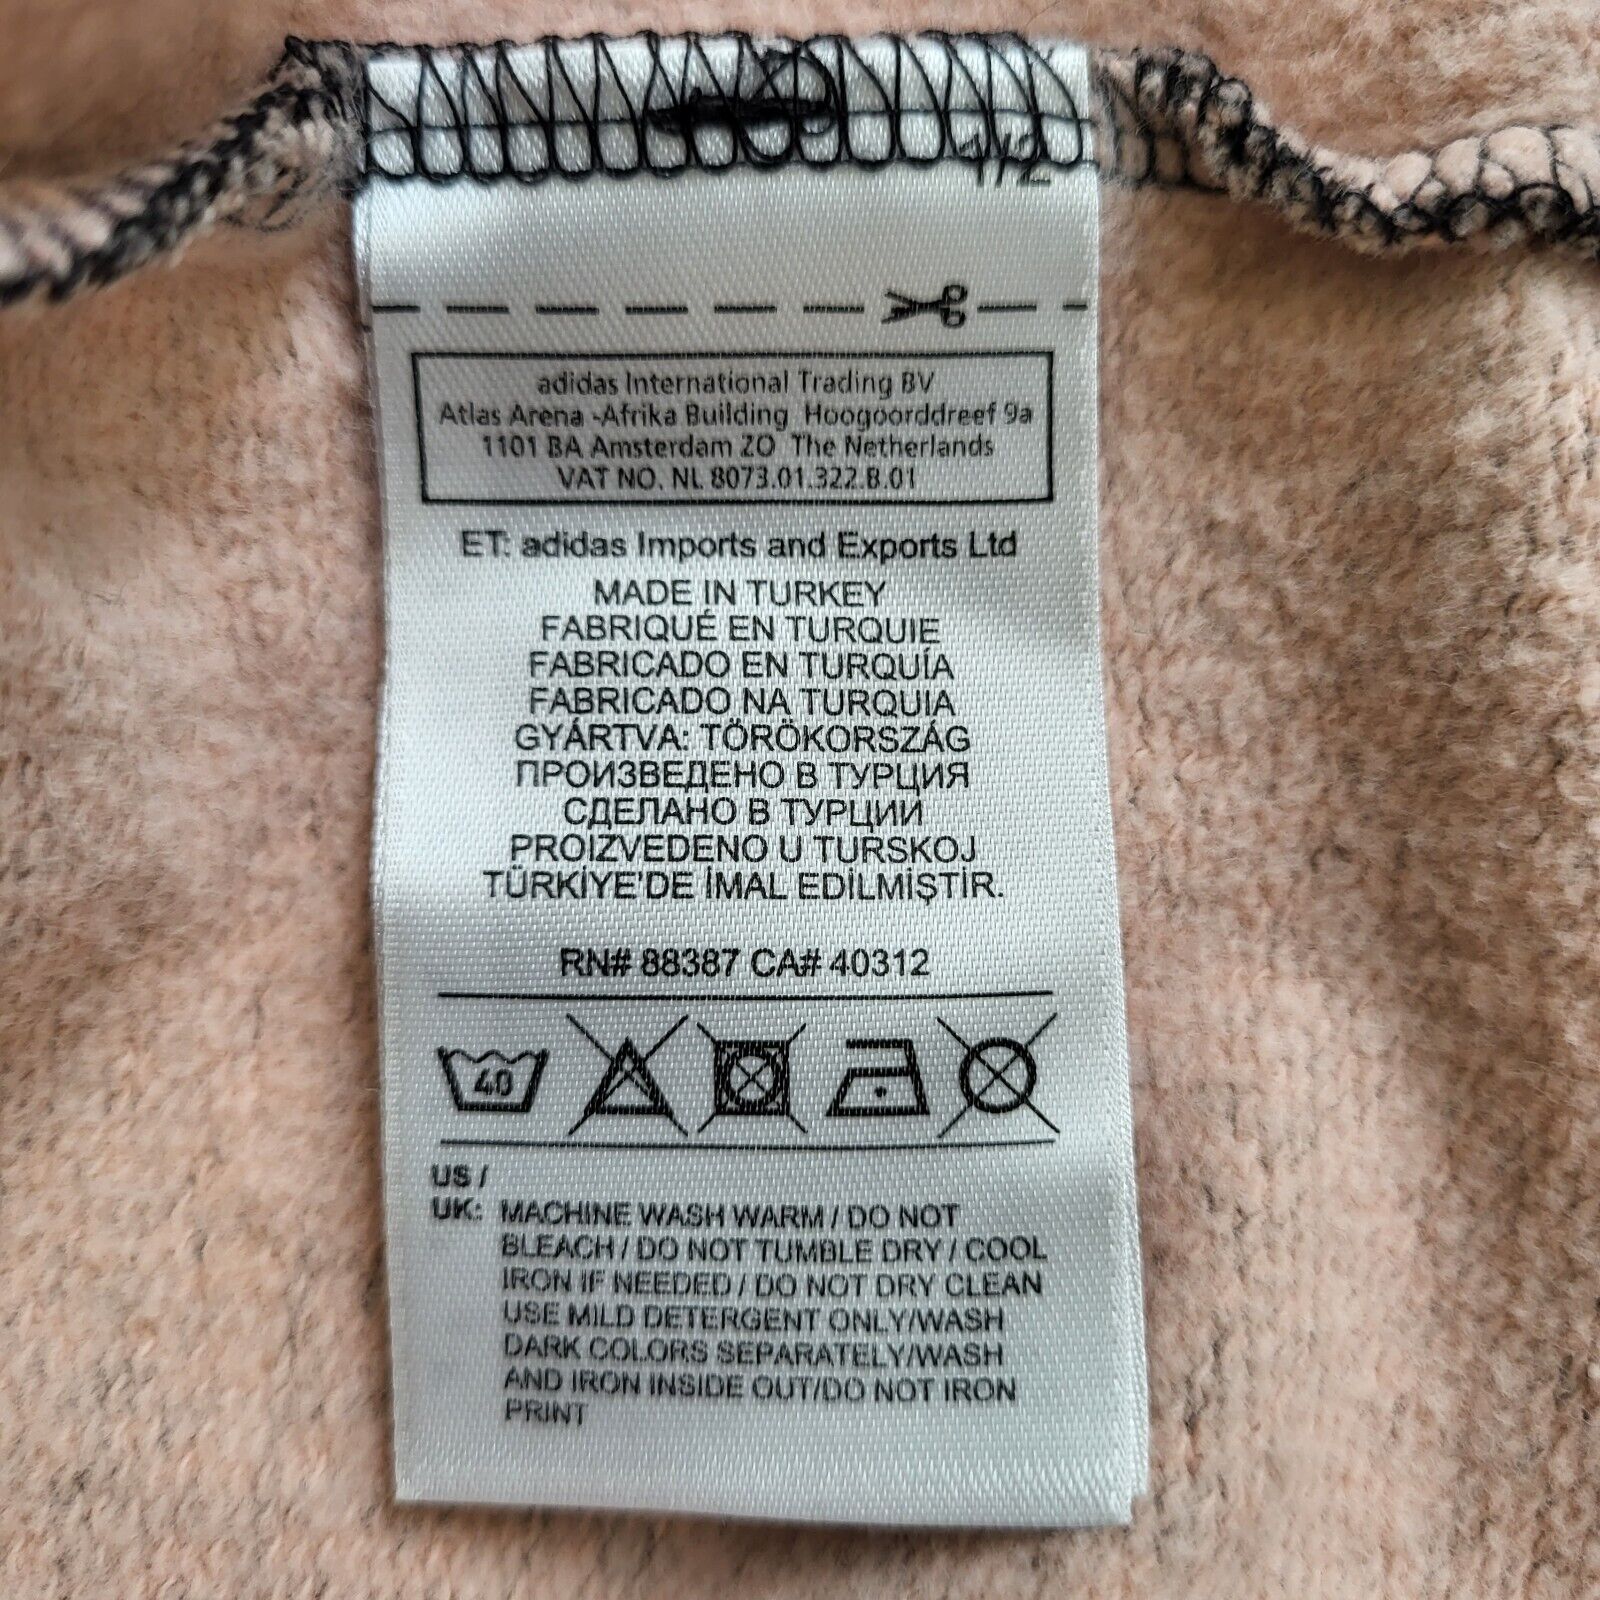 1/2
adidas International Trading BV
Atlas Arena -Afrika Building Hoogoorddreef 9a
1101 BA Amsterdam ZO The Netherlands
VAT NO. NL 8073.01.322.B.01
ET: adidas Imports and Exports Ltd
MADE IN TURKEY
FABRIQUÉ EN TURQUIE
FABRICADO EN TURQUÍA
FABRICADO NA TURQUIA
GYÁRTVA: TÖRÖKORSZÁG
ПРОИЗВЕДЕНО В ТУРЦИЯ
СДЕЛАНО В ТУРЦИИ
PROIZVEDENO U TURSKOJ
TÜRKİYE'DE İMAL EDİLMİŞTİR.
RN# 88387 CA# 40312
40
US /
UK: MACHINE WASH WARM / DO NOT
BLEACH / DO NOT TUMBLE DRY / COOL
IRON IF NEEDED / DO NOT DRY CLEAN
USE MILD DETERGENT ONLY/WASH
DARK COLORS SEPARATELY/WASH
AND IRON INSIDE OUT/DO NOT IRON
PRINT